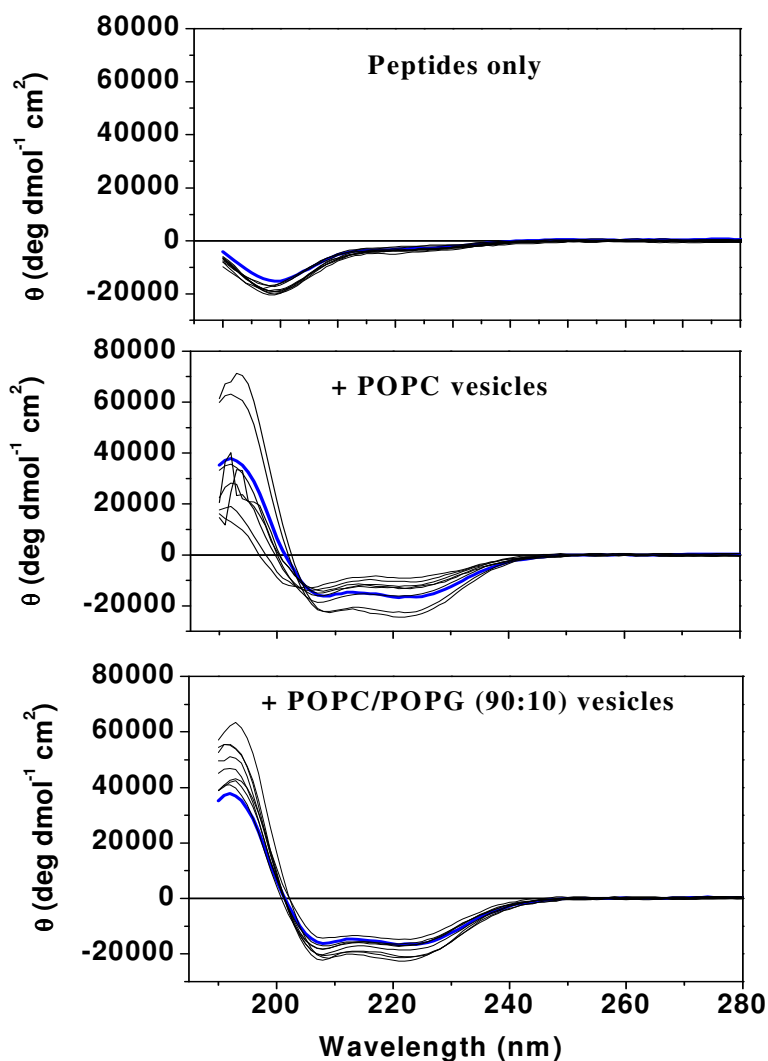 80000
60000
40000
20000
0
-20000
θ (deg dmol⁻¹ cm²)
Peptides only
80000
60000
40000
20000
0
-20000
θ (deg dmol⁻¹ cm²)
+ POPC vesicles
80000
60000
40000
20000
0
-20000
θ (deg dmol⁻¹ cm²)
+ POPC/POPG (90:10) vesicles
200 220 240 260 280
Wavelength (nm)